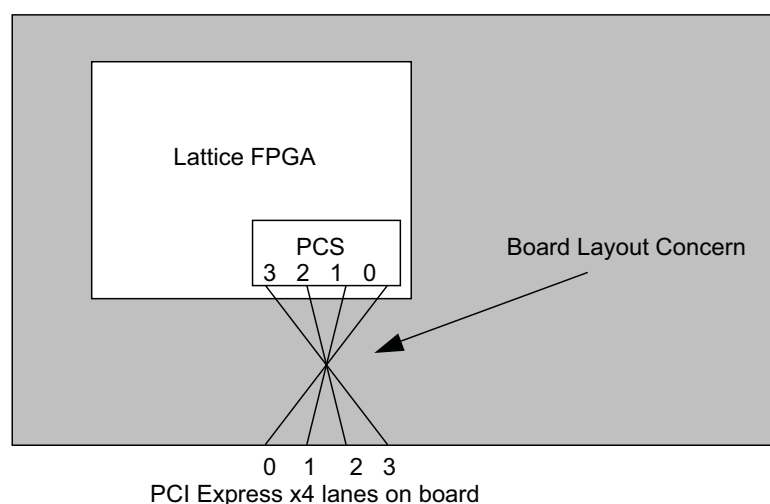 Lattice FPGA
PCS
3 2 1 0
Board Layout Concern
0 1 2 3
PCI Express x4 lanes on board